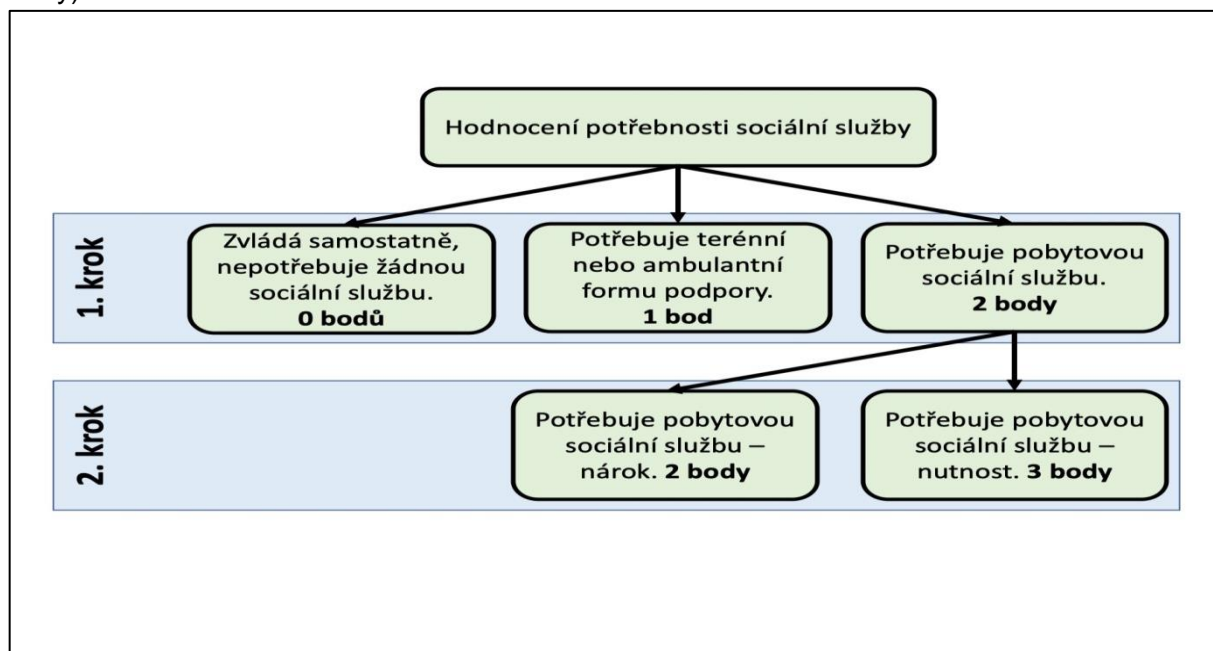 Hodnocení potřebnosti sociální služby
1. krok
Zvládá samostatně,
nepotřebuje žádnou
sociální službu.
0 bodů
Potřebuje terénní
nebo ambulantní
formu podpory.
1 bod
Potřebuje pobytovou
sociální službu.
2 body
2. krok
Potřebuje pobytovou
sociální službu –
nárok. 2 body
Potřebuje pobytovou
sociální službu –
nutnost. 3 body